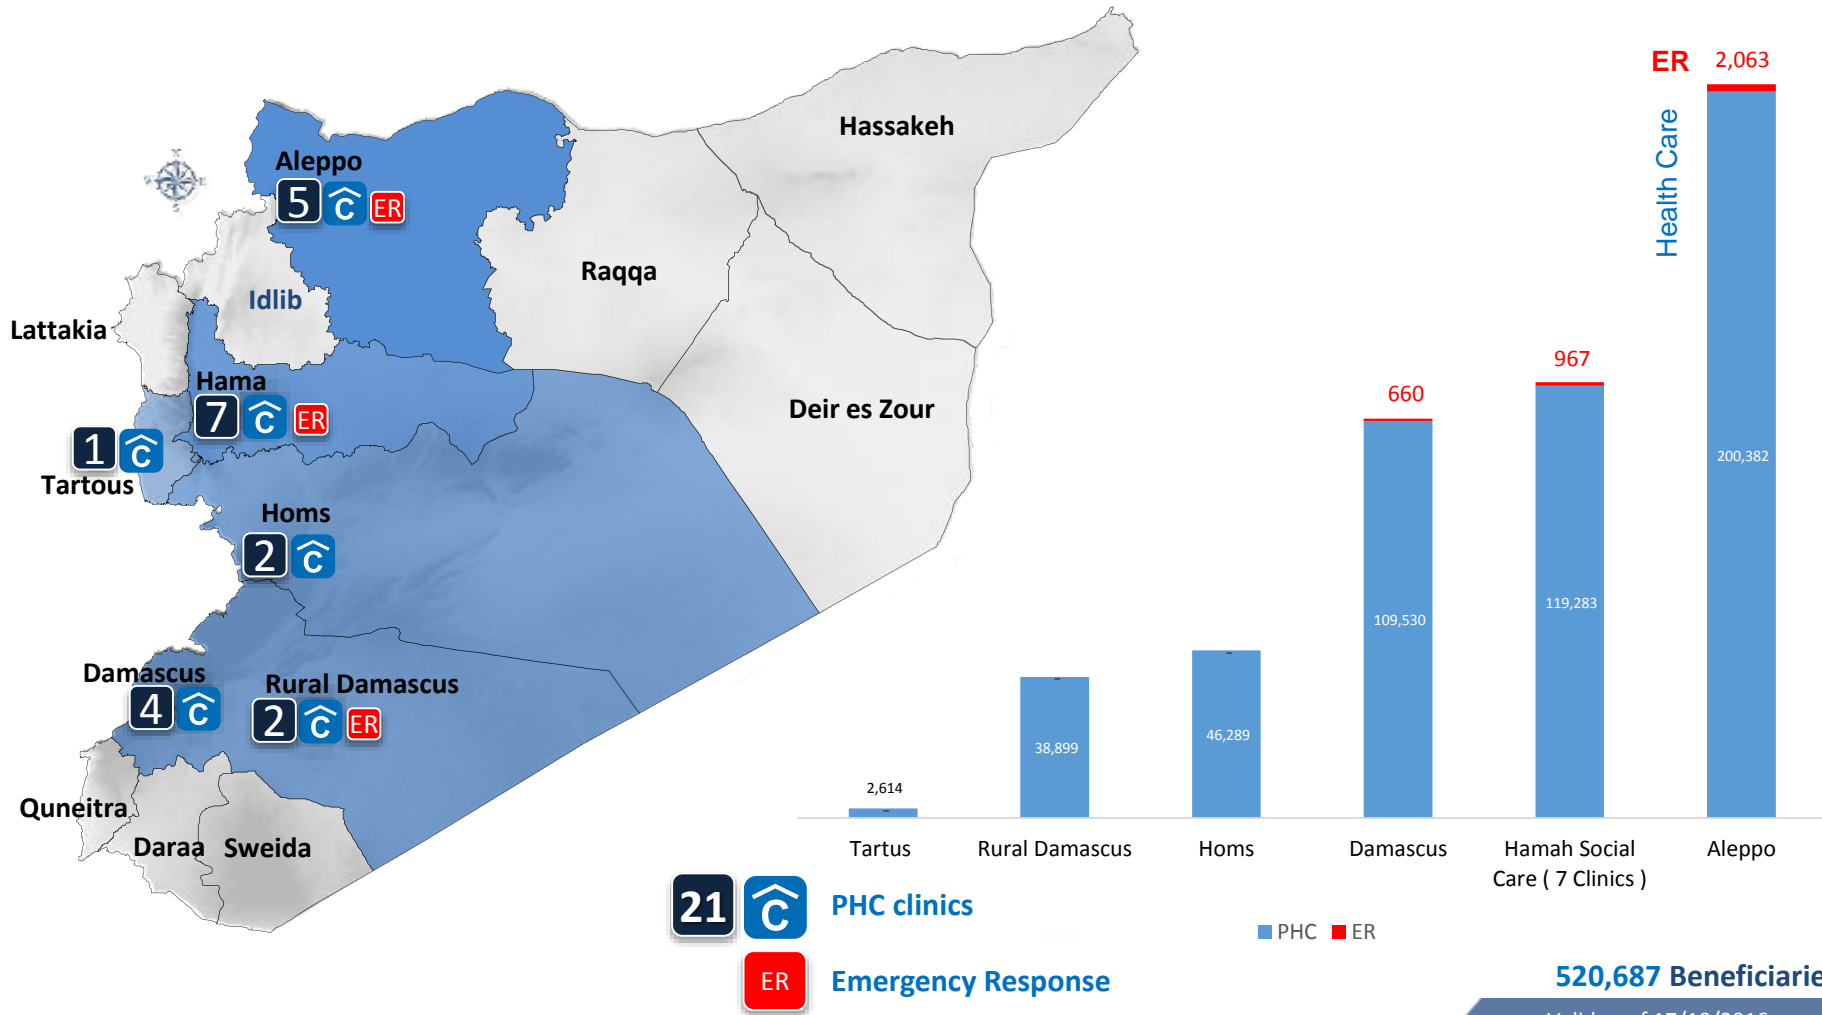 Hassakeh
Aleppo
5 C ER
Raqqa
Idlib
Lattakia
Hama
7 C ER
Deir es Zour
1 C
Tartous
Homs
2 C
Damascus
4 C
Rural Damascus
2 C ER
Quneitra
Daraa
Sweida
21 C PHC clinics
ER Emergency Response
ER 2,063
Health Care
967
660
200,382
119,283
109,530
46,289
38,899
2,614
Tartus
Rural Damascus
Homs
Damascus
Hamah Social
Care ( 7 Clinics )
Aleppo
PHC ER
520,687 Beneficiarie